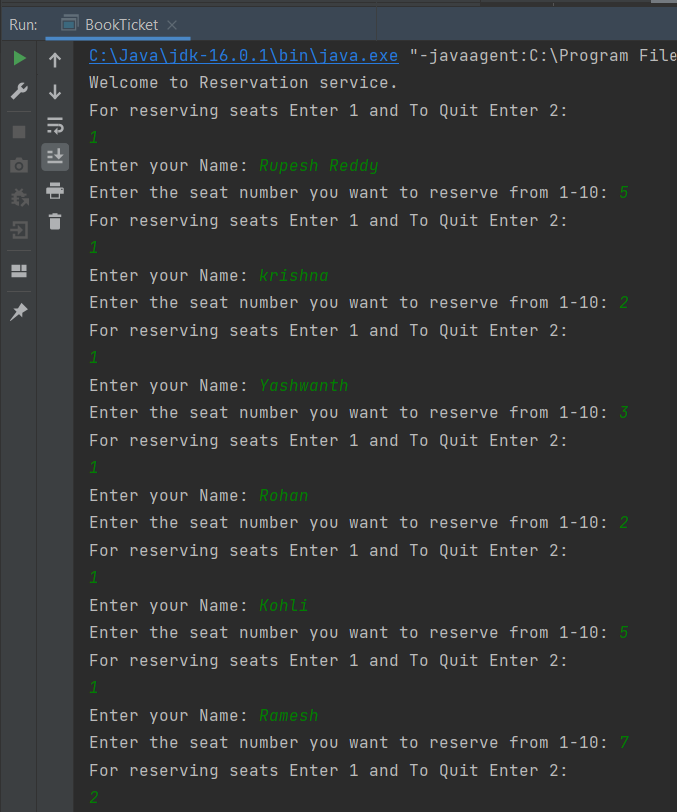 Run: BookTicket
C:\Java\jdk-16.0.1\bin\java.exe "-javaagent:C:\Program File
Welcome to Reservation service.
For reserving seats Enter 1 and To Quit Enter 2:
1
Enter your Name: Rupesh Reddy
Enter the seat number you want to reserve from 1-10: 5
For reserving seats Enter 1 and To Quit Enter 2:
1
Enter your Name: krishna
Enter the seat number you want to reserve from 1-10: 2
For reserving seats Enter 1 and To Quit Enter 2:
1
Enter your Name: Yashwanth
Enter the seat number you want to reserve from 1-10: 3
For reserving seats Enter 1 and To Quit Enter 2:
1
Enter your Name: Rohan
Enter the seat number you want to reserve from 1-10: 2
For reserving seats Enter 1 and To Quit Enter 2:
1
Enter your Name: Kohli
Enter the seat number you want to reserve from 1-10: 5
For reserving seats Enter 1 and To Quit Enter 2:
1
Enter your Name: Ramesh
Enter the seat number you want to reserve from 1-10: 7
For reserving seats Enter 1 and To Quit Enter 2:
2